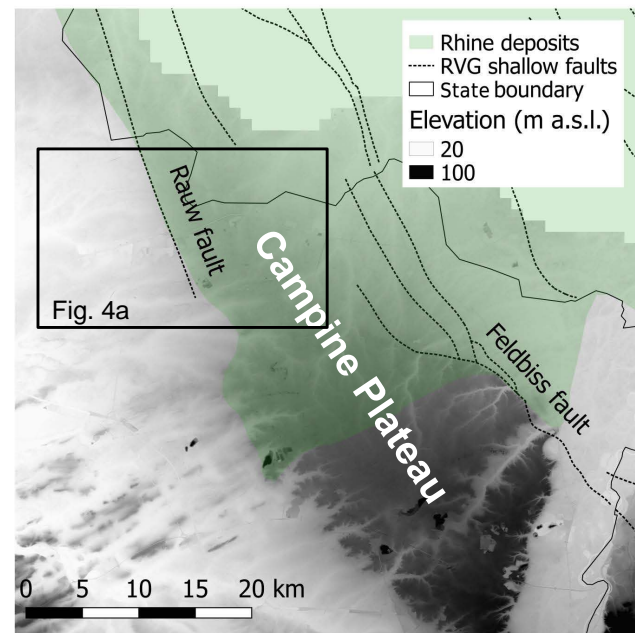 Rhine deposits
RVG shallow faults
State boundary
Elevation (m a.s.l.)
20
100
Rauw fault
Campine Plateau
Fig. 4a
Feldbiss fault
0 5 10 15 20 km